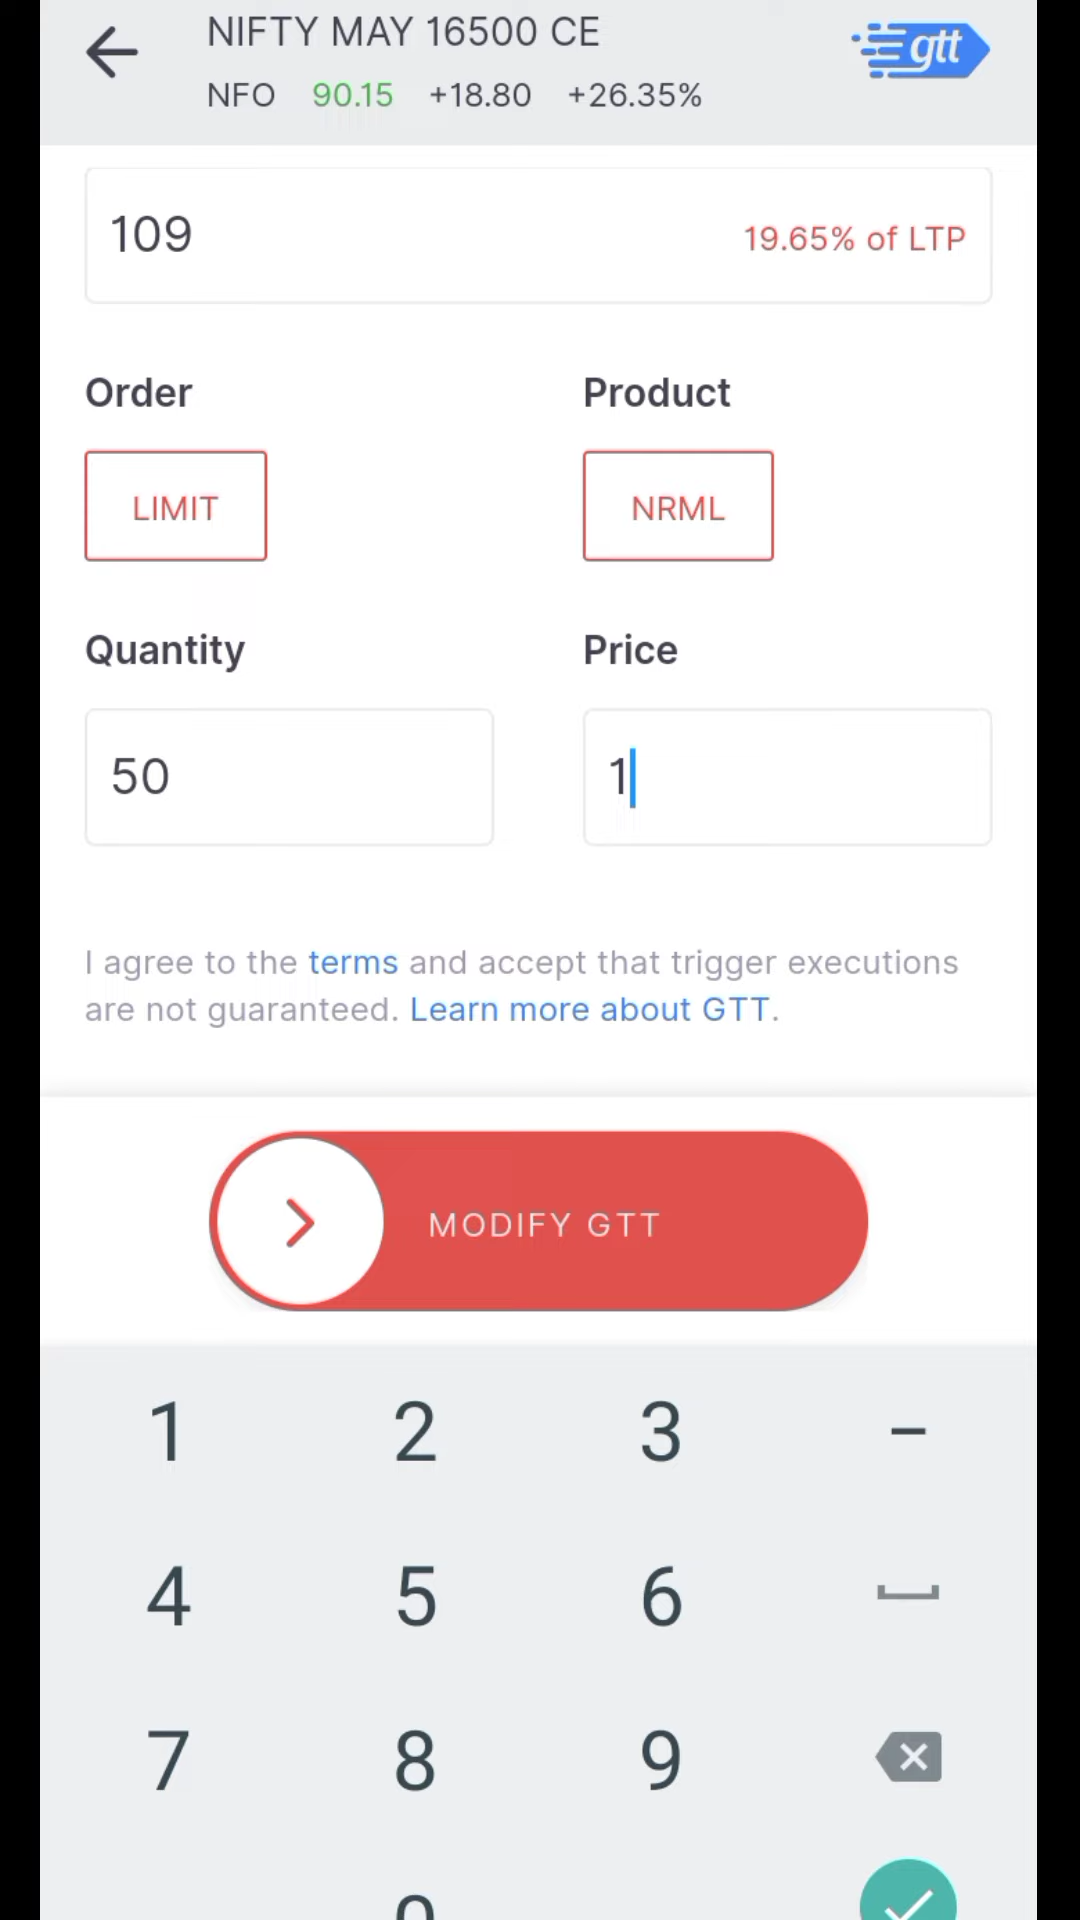 NIFTY MAY 16500 CE
gtt
NFO 90.15 +18.80 +26.35%
109 19.65% of LTP
Order Product
LIMIT NRML
Quantity Price
50 1
I agree to the terms and accept that trigger executions
are not guaranteed. Learn more about GTT.
MODIFY GTT
1 2 3 –
4 5 6
7 8 9
0